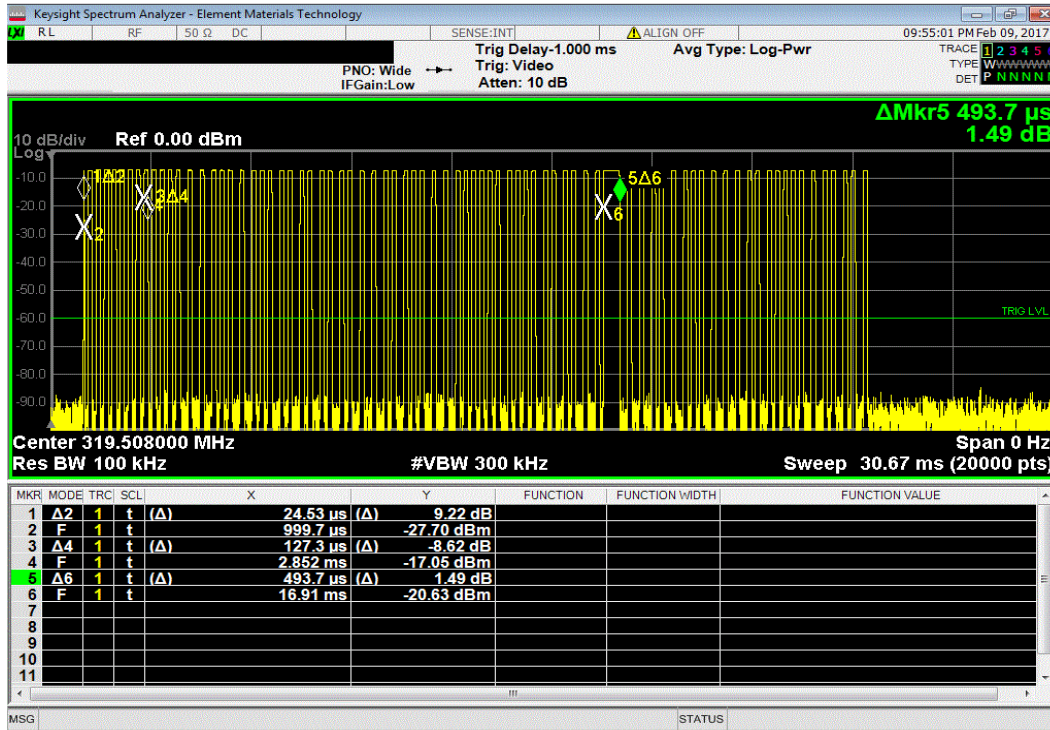 Keysight Spectrum Analyzer - Element Materials Technology
LXI RL RF 50 Ω DC SENSE:INT ALIGN OFF 09:55:01 PM Feb 09, 2017
Trig Delay-1.000 ms Avg Type: Log-Pwr TRACE 1 2 3 4 5
PNO: Wide Trig: Video TYPE WWWWWW
IFGain:Low Atten: 10 dB DET P N N N N
ΔMkr5 493.7 µs
10 dB/div Ref 0.00 dBm 1.49 dB
Log
-10.0 1Δ2 5Δ6
3Δ4
-20.0 6
-30.0 2
-40.0
-50.0
TRIG LVL
-60.0
-70.0
-80.0
-90.0
Center 319.508000 MHz Span 0 Hz
Res BW 100 kHz #VBW 300 kHz Sweep 30.67 ms (20000 pts)
MKR MODE TRC SCL X Y FUNCTION FUNCTION WIDTH FUNCTION VALUE
1 Δ2 1 t (Δ) 24.53 µs (Δ) 9.22 dB
2 F 1 t 999.7 µs -27.70 dBm
3 Δ4 1 t (Δ) 127.3 µs (Δ) -8.62 dB
4 F 1 t 2.852 ms -17.05 dBm
5 Δ6 1 t (Δ) 493.7 µs (Δ) 1.49 dB
6 F 1 t 16.91 ms -20.63 dBm
7
8
9
10
11
MSG STATUS